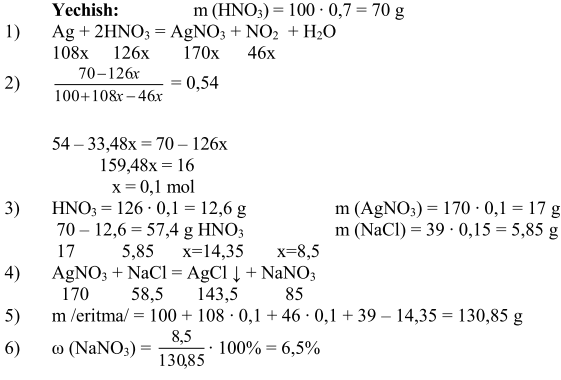 Yechish: m (HNO₃) = 100 · 0,7 = 70 g
1) Ag + 2HNO₃ = AgNO₃ + NO₂ + H₂O
108x 126x 170x 46x
2) (70−126x)/(100+108x−46x) = 0,54
54 – 33,48x = 70 – 126x
159,48x = 16
x = 0,1 mol
3) HNO₃ = 126 · 0,1 = 12,6 g m (AgNO₃) = 170 · 0,1 = 17 g
70 – 12,6 = 57,4 g HNO₃ m (NaCl) = 39 · 0,15 = 5,85 g
17 5,85 x=14,35 x=8,5
4) AgNO₃ + NaCl = AgCl ↓ + NaNO₃
170 58,5 143,5 85
5) m /eritma/ = 100 + 108 · 0,1 + 46 · 0,1 + 39 – 14,35 = 130,85 g
6) ω (NaNO₃) = 8,5/130,85 · 100% = 6,5%